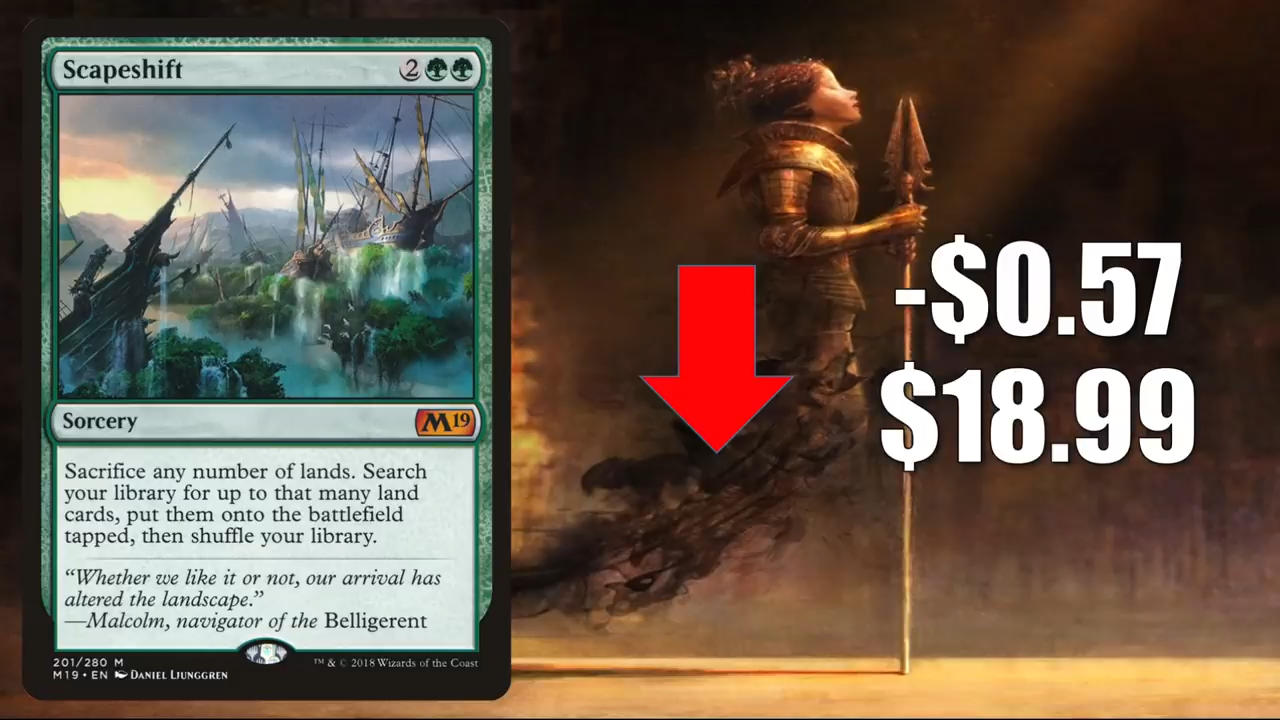 Scapeshift 2
Sorcery M19
Sacrifice any number of lands. Search
your library for up to that many land
cards, put them onto the battlefield
tapped, then shuffle your library.
“Whether we like it or not, our arrival has
altered the landscape.”
—Malcolm, navigator of the Belligerent
201/280 M
M19 • EN DANIEL LJUNGGREN
™ & © 2018 Wizards of the Coast
-$0.57
$18.99